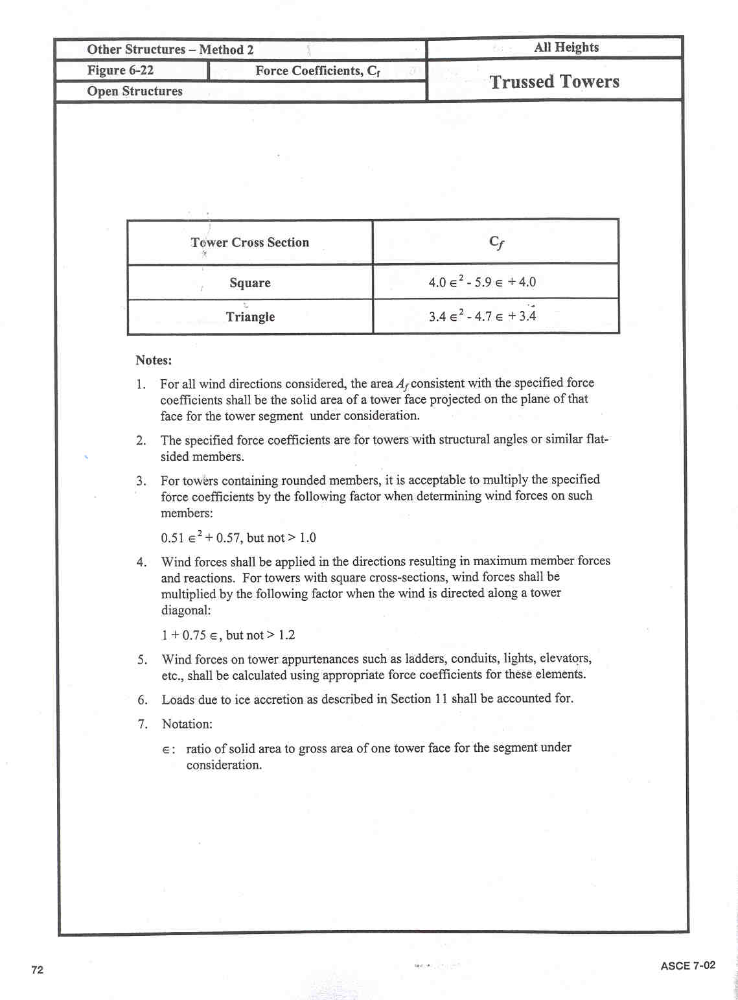 Other Structures – Method 2
All Heights
Figure 6-22
Force Coefficients, Cf
Trussed Towers
Open Structures
Tower Cross Section
Cf
Square
4.0 ∈² - 5.9 ∈ + 4.0
Triangle
3.4 ∈² - 4.7 ∈ + 3.4
Notes:
1. For all wind directions considered, the area Af consistent with the specified force
coefficients shall be the solid area of a tower face projected on the plane of that
face for the tower segment under consideration.
2. The specified force coefficients are for towers with structural angles or similar flat-
sided members.
3. For towers containing rounded members, it is acceptable to multiply the specified
force coefficients by the following factor when determining wind forces on such
members:
0.51 ∈² + 0.57, but not > 1.0
4. Wind forces shall be applied in the directions resulting in maximum member forces
and reactions. For towers with square cross-sections, wind forces shall be
multiplied by the following factor when the wind is directed along a tower
diagonal:
1 + 0.75 ∈, but not > 1.2
5. Wind forces on tower appurtenances such as ladders, conduits, lights, elevators,
etc., shall be calculated using appropriate force coefficients for these elements.
6. Loads due to ice accretion as described in Section 11 shall be accounted for.
7. Notation:
∈: ratio of solid area to gross area of one tower face for the segment under
consideration.
72
ASCE 7-02